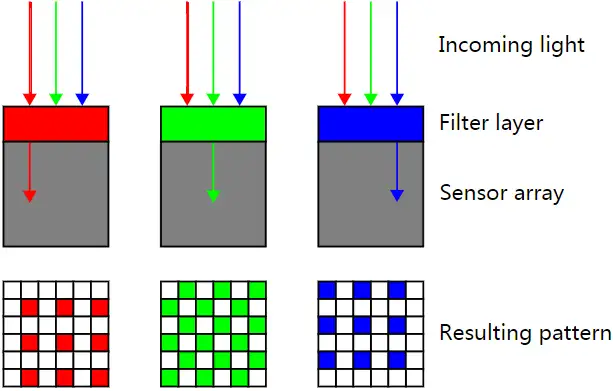 Incoming light
Filter layer
Sensor array
Resulting pattern